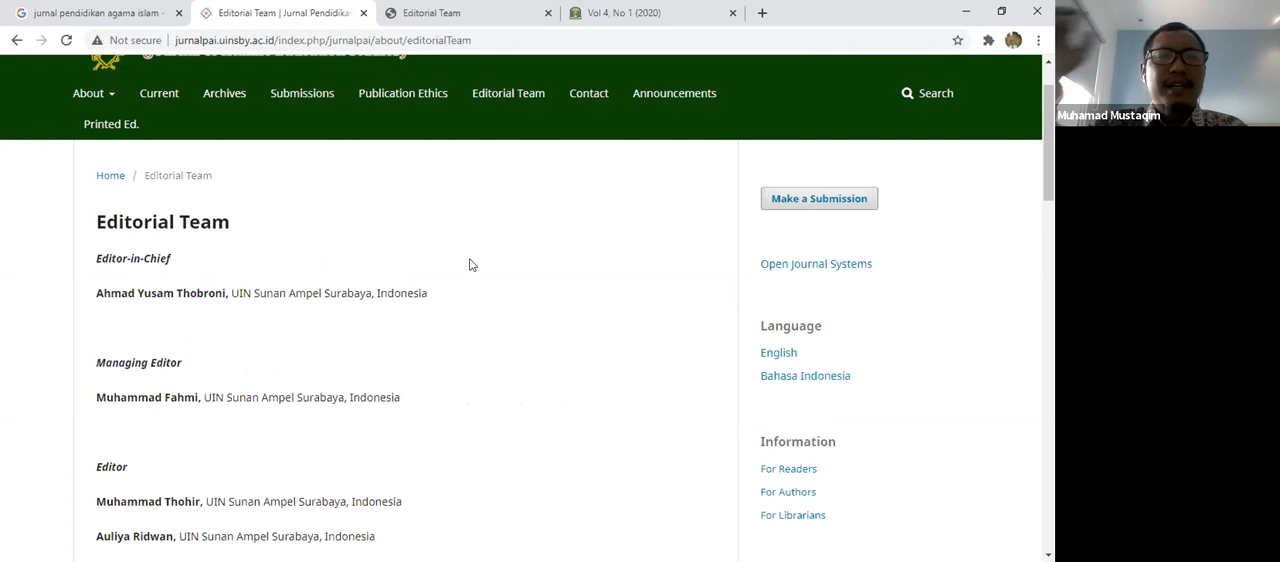 jurnal pendidikan agama islam -
Editorial Team | Jurnal Pendidika
Editorial Team
Vol 4, No 1 (2020)
Not secure
jurnalpai.uinsby.ac.id/index.php/jurnalpai/about/editorialTeam
About
Current
Archives
Submissions
Publication Ethics
Editorial Team
Contact
Announcements
Search
Printed Ed.
Muhamad Mustaqim
Home / Editorial Team
Editorial Team
Editor-in-Chief
Ahmad Yusam Thobroni, UIN Sunan Ampel Surabaya, Indonesia
Managing Editor
Muhammad Fahmi, UIN Sunan Ampel Surabaya, Indonesia
Editor
Muhammad Thohir, UIN Sunan Ampel Surabaya, Indonesia
Auliya Ridwan, UIN Sunan Ampel Surabaya, Indonesia
Make a Submission
Open Journal Systems
Language
English
Bahasa Indonesia
Information
For Readers
For Authors
For Librarians